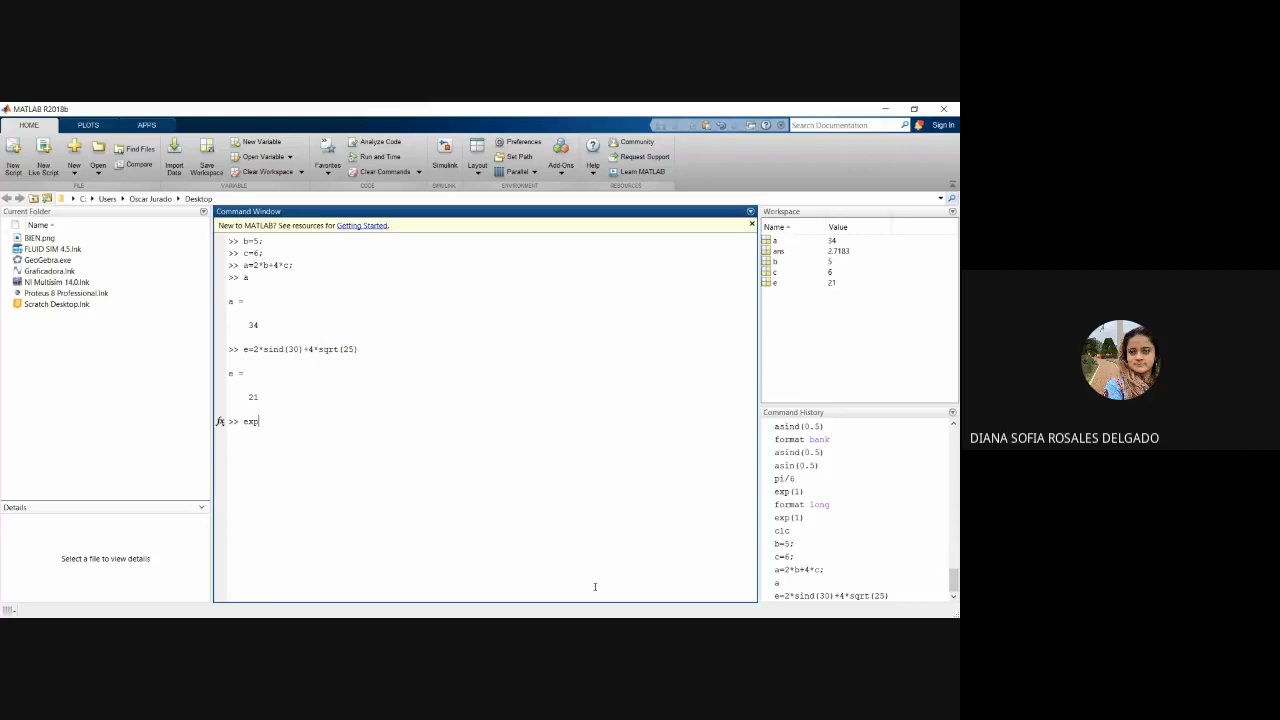 MATLAB R2018b
HOME PLOTS APPS
Search Documentation Sign In
New Script
New Live Script
New
Open
Find Files
Compare
Import Data
Save Workspace
New Variable
Open Variable
Clear Workspace
Favorites
Analyze Code
Run and Time
Clear Commands
Simulink
Layout
Preferences
Set Path
Parallel
Add-Ons
Help
Community
Request Support
Learn MATLAB
FILE VARIABLE CODE SIMULINK ENVIRONMENT RESOURCES
C: Users Oscar Jurado Desktop
Current Folder
Name
BIEN.png
FLUID SIM 4.5.lnk
GeoGebra.exe
Graficadora.lnk
NI Multisim 14.0.lnk
Proteus 8 Professional.lnk
Scratch Desktop.lnk
Details
Select a file to view details
Command Window
New to MATLAB? See resources for Getting Started.
>> b=5;
>> c=6;
>> a=2*b+4*c;
>> a
a =
34
>> e=2*sind(30)+4*sqrt(25)
e =
21
fx >> exp
Workspace
Name Value
a 34
ans 2.7183
b 5
c 6
e 21
Command History
asind(0.5)
format bank
asind(0.5)
asin(0.5)
pi/6
exp(1)
format long
exp(1)
clc
b=5;
c=6;
a=2*b+4*c;
a
e=2*sind(30)+4*sqrt(25)
DIANA SOFIA ROSALES DELGADO